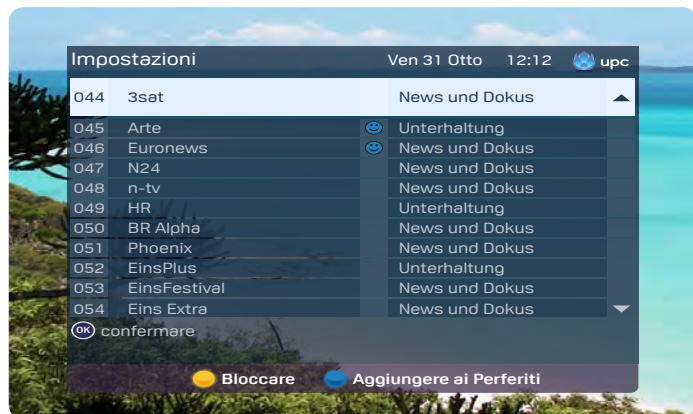 Impostazioni Ven 31 Otto 12:12 upc
044 3sat News und Dokus
045 Arte Unterhaltung
046 Euronews News und Dokus
047 N24 News und Dokus
048 n-tv News und Dokus
049 HR Unterhaltung
050 BR Alpha News und Dokus
051 Phoenix News und Dokus
052 EinsPlus Unterhaltung
053 EinsFestival News und Dokus
054 Eins Extra News und Dokus
OK confermare
Bloccare Aggiungere ai Perferiti